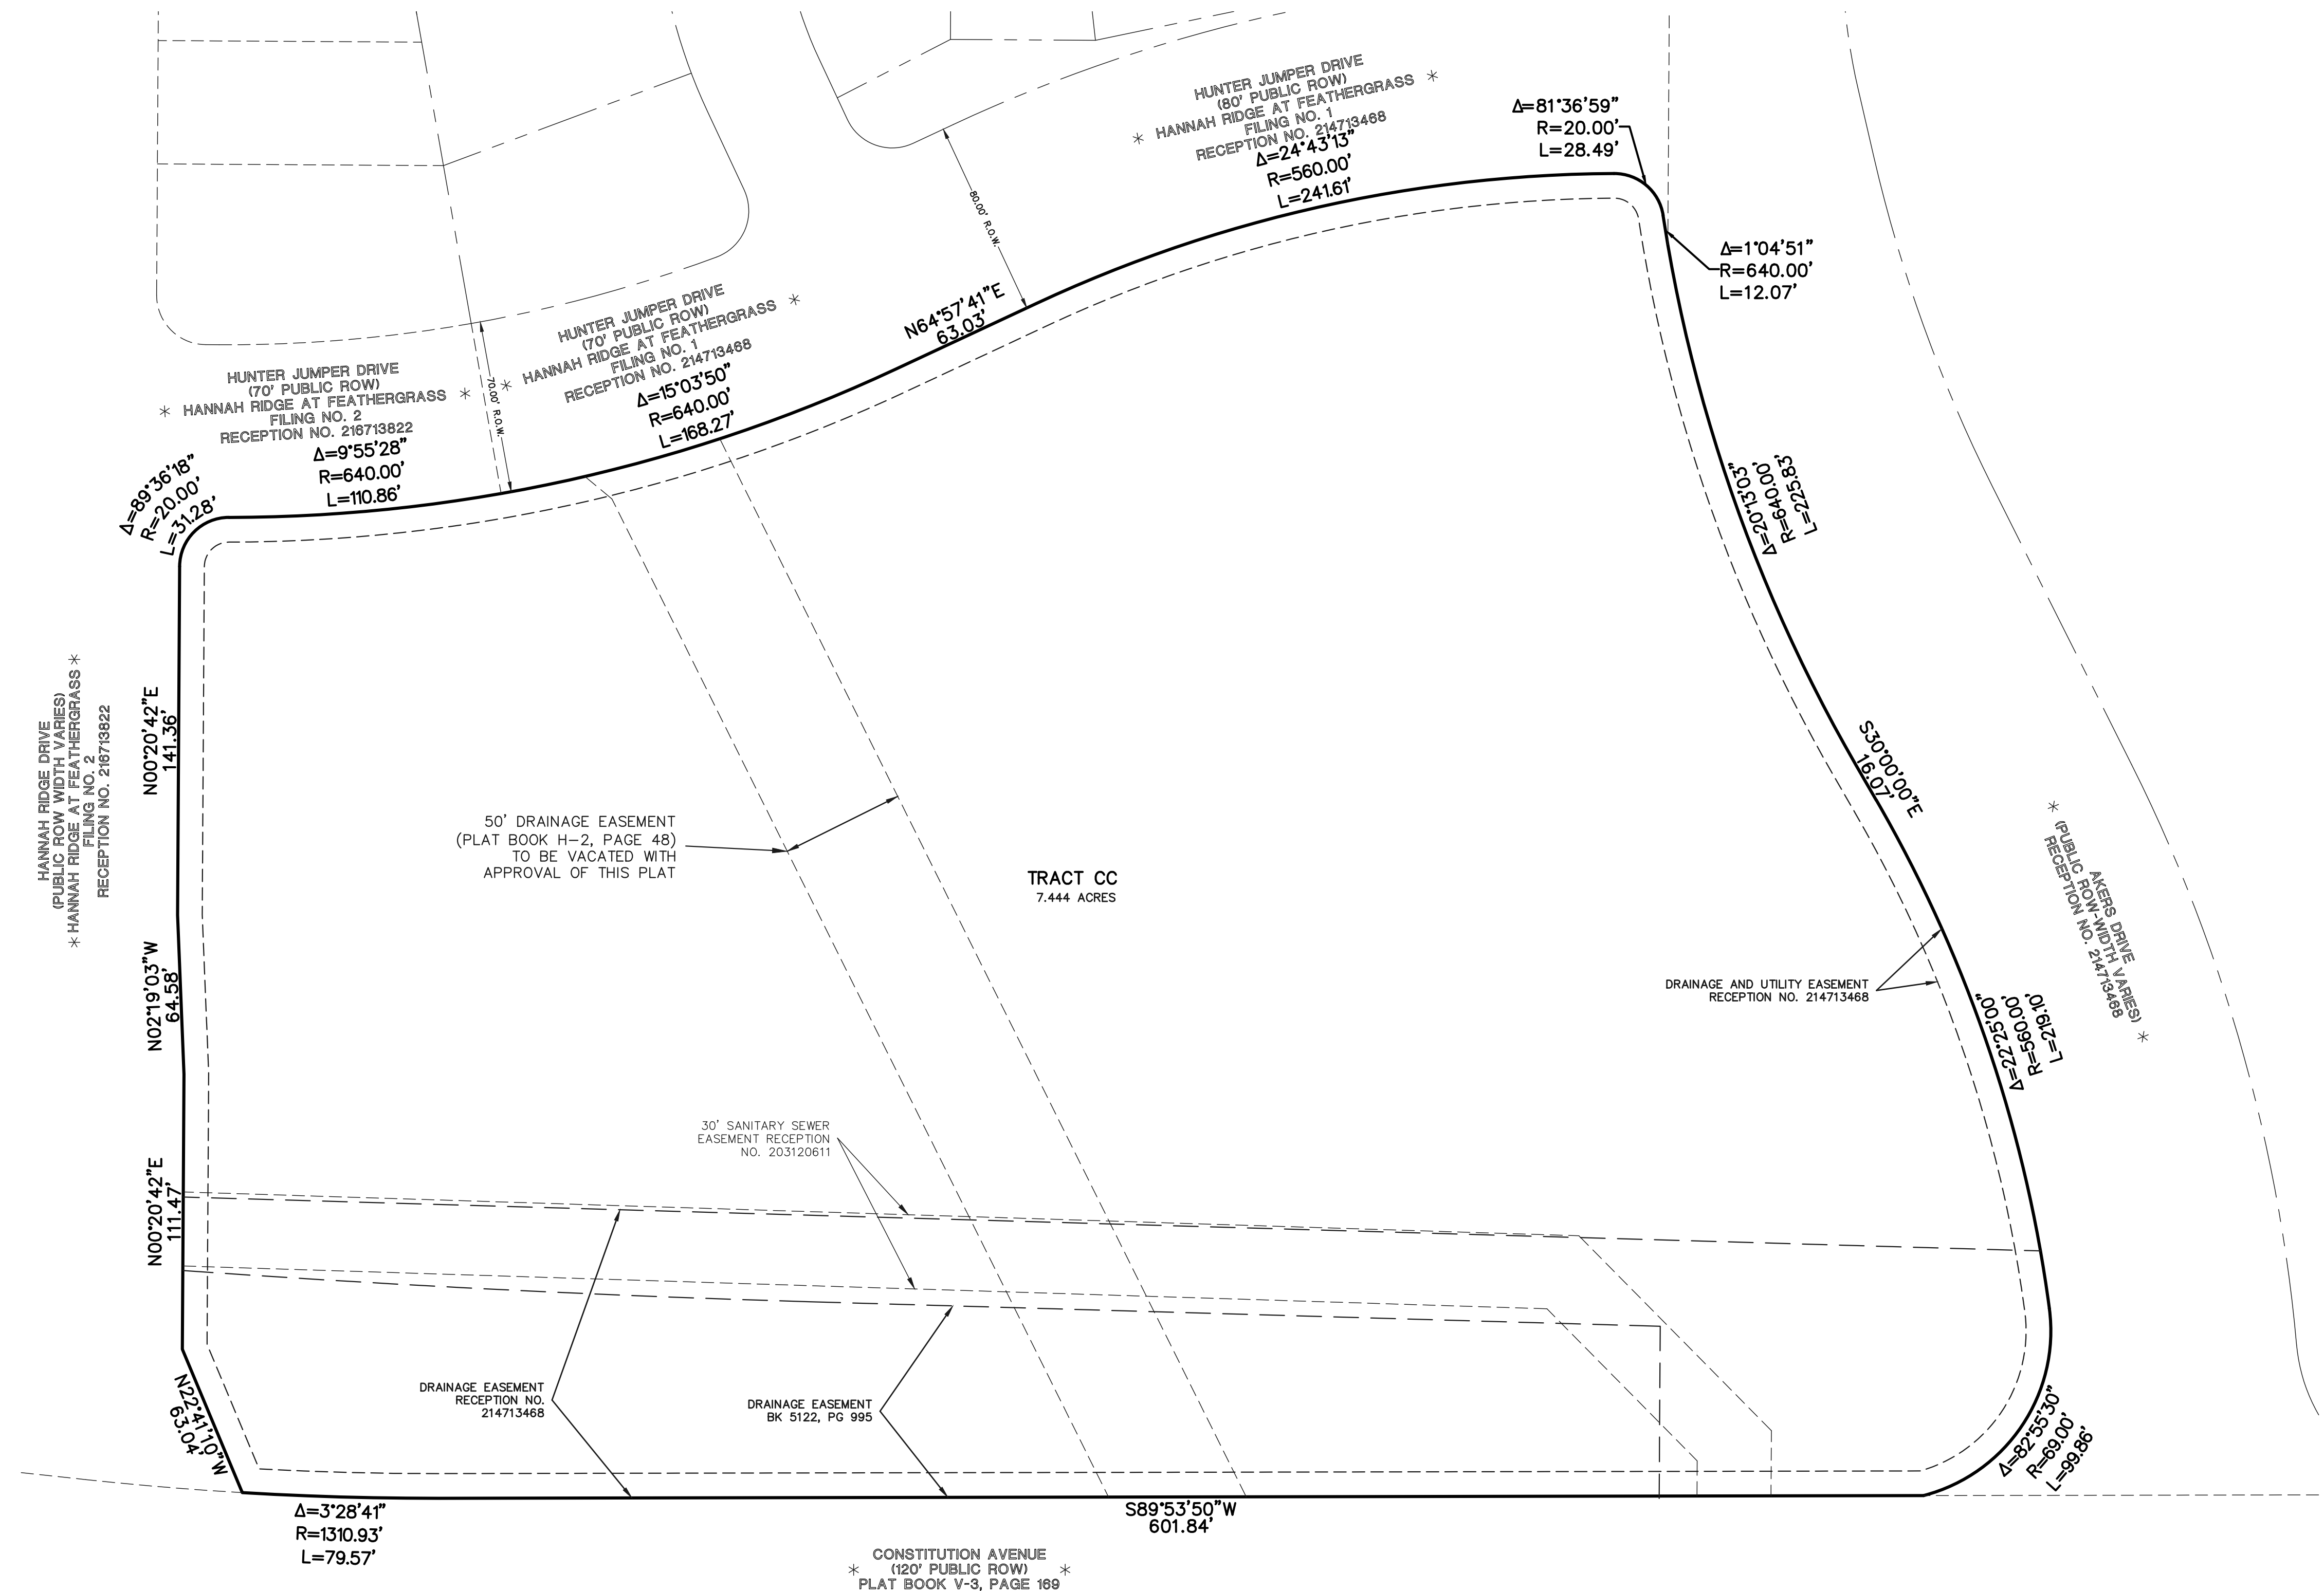 HUNTER JUMPER DRIVE
(80' PUBLIC ROW)
* HANNAH RIDGE AT FEATHERGRASS *
FILING NO. 1
RECEPTION NO. 214713468
Δ=24°43'13"
R=560.00'
L=241.61'
Δ=81°36'59"
R=20.00'
L=28.49'
80.00' R.O.W.
Δ=1°04'51"
R=640.00'
L=12.07'
N64°57'41"E
63.03'
HUNTER JUMPER DRIVE
(70' PUBLIC ROW)
* HANNAH RIDGE AT FEATHERGRASS *
FILING NO. 1
RECEPTION NO. 214713468
Δ=15°03'50"
R=640.00'
L=168.27'
70.00' R.O.W.
HUNTER JUMPER DRIVE
(70' PUBLIC ROW)
* HANNAH RIDGE AT FEATHERGRASS *
FILING NO. 2
RECEPTION NO. 216713822
Δ=9°55'28"
R=640.00'
L=110.86'
Δ=89°36'18"
R=20.00'
L=31.28'
Δ=20°13'03"
R=640.00'
L=225.83'
HANNAH RIDGE DRIVE
(PUBLIC ROW WIDTH VARIES)
* HANNAH RIDGE AT FEATHERGRASS *
FILING NO. 2
RECEPTION NO. 216713822
N00°20'42"E
141.36'
S30°00'00"E
16.07'
50' DRAINAGE EASEMENT
(PLAT BOOK H-2, PAGE 48)
TO BE VACATED WITH
APPROVAL OF THIS PLAT
TRACT CC
7.444 ACRES
AKERS DRIVE
* (PUBLIC ROW-WIDTH VARIES) *
RECEPTION NO. 214713468
N02°19'03"W
64.58'
DRAINAGE AND UTILITY EASEMENT
RECEPTION NO. 214713468
Δ=22°25'00"
R=560.00'
L=219.10'
30' SANITARY SEWER
EASEMENT RECEPTION
NO. 203120611
N00°20'42"E
111.47'
N22°41'10"W
63.04'
DRAINAGE EASEMENT
RECEPTION NO.
214713468
DRAINAGE EASEMENT
BK 5122, PG 995
Δ=82°55'30"
R=69.00'
L=99.86'
Δ=3°28'41"
R=1310.93'
L=79.57'
S89°53'50"W
601.84'
CONSTITUTION AVENUE
* (120' PUBLIC ROW) *
PLAT BOOK V-3, PAGE 169